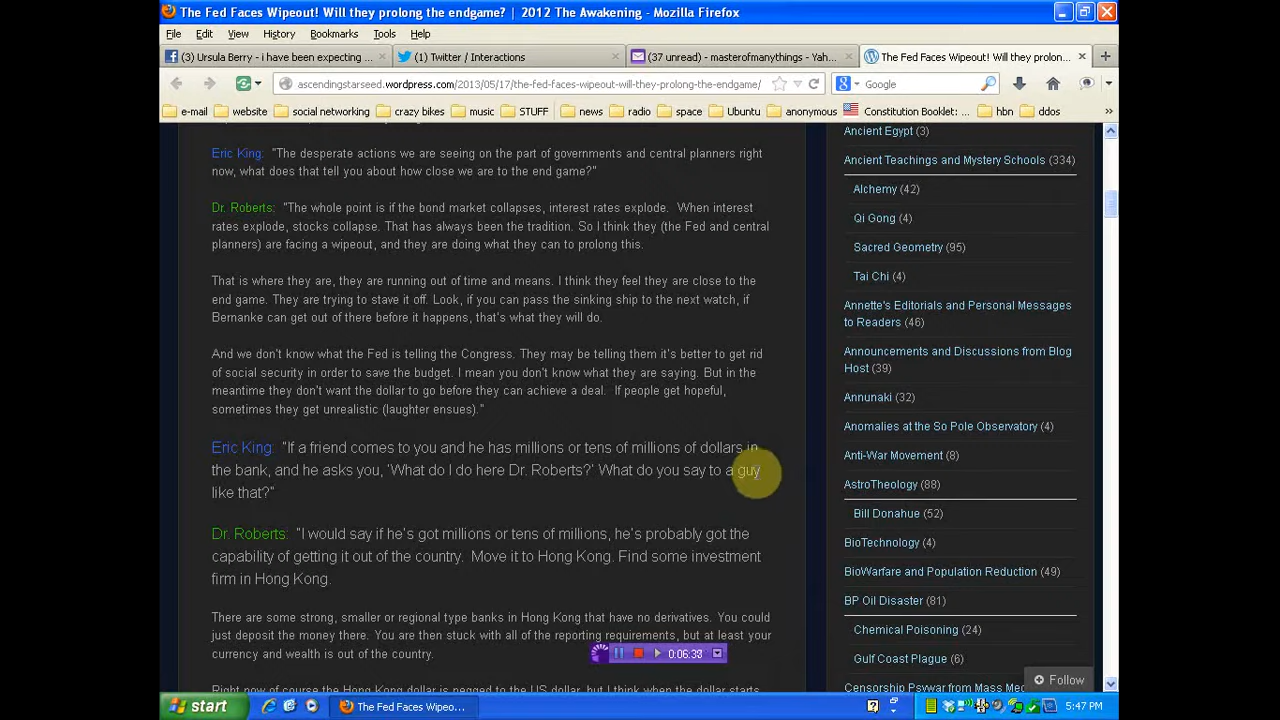 The Fed Faces Wipeout! Will they prolong the endgame? | 2012 The Awakening - Mozilla Firefox
File Edit View History Bookmarks Tools Help
(3) Ursula Berry - i have been expecting ...
(1) Twitter / Interactions
(37 unread) - masterofmanythings - Yah...
The Fed Faces Wipeout! Will they prolon...
ascendingstarseed.wordpress.com/2013/05/17/the-fed-faces-wipeout-will-they-prolong-the-endgame/
Google
e-mail website social networking crazy bikes music STUFF news radio space Ubuntu anonymous Constitution Booklet: ... hbn ddos
Eric King: "The desperate actions we are seeing on the part of governments and central planners right
now, what does that tell you about how close we are to the end game?"
Dr. Roberts: "The whole point is if the bond market collapses, interest rates explode. When interest
rates explode, stocks collapse. That has always been the tradition. So I think they (the Fed and central
planners) are facing a wipeout, and they are doing what they can to prolong this.
That is where they are, they are running out of time and means. I think they feel they are close to the
end game. They are trying to stave it off. Look, if you can pass the sinking ship to the next watch, if
Bernanke can get out of there before it happens, that's what they will do.
And we don't know what the Fed is telling the Congress. They may be telling them it's better to get rid
of social security in order to save the budget. I mean you don't know what they are saying. But in the
meantime they don't want the dollar to go before they can achieve a deal. If people get hopeful,
sometimes they get unrealistic (laughter ensues)."
Eric King: "If a friend comes to you and he has millions or tens of millions of dollars in
the bank, and he asks you, 'What do I do here Dr. Roberts?' What do you say to a guy
like that?"
Dr. Roberts: "I would say if he's got millions or tens of millions, he's probably got the
capability of getting it out of the country. Move it to Hong Kong. Find some investment
firm in Hong Kong.
There are some strong, smaller or regional type banks in Hong Kong that have no derivatives. You could
just deposit the money there. You are then stuck with all of the reporting requirements, but at least your
currency and wealth is out of the country.
Right now of course the Hong Kong dollar is pegged to the US dollar, but I think when the dollar starts
Ancient Egypt (3)
Ancient Teachings and Mystery Schools (334)
Alchemy (42)
Qi Gong (4)
Sacred Geometry (95)
Tai Chi (4)
Annette's Editorials and Personal Messages
to Readers (46)
Announcements and Discussions from Blog
Host (39)
Annunaki (32)
Anomalies at the So Pole Observatory (4)
Anti-War Movement (8)
AstroTheology (88)
Bill Donahue (52)
BioTechnology (4)
BioWarfare and Population Reduction (49)
BP Oil Disaster (81)
Chemical Poisoning (24)
Gulf Coast Plague (6)
Censorship Psywar from Mass Med
Follow
0:06:38
start
The Fed Faces Wipeo...
5:47 PM